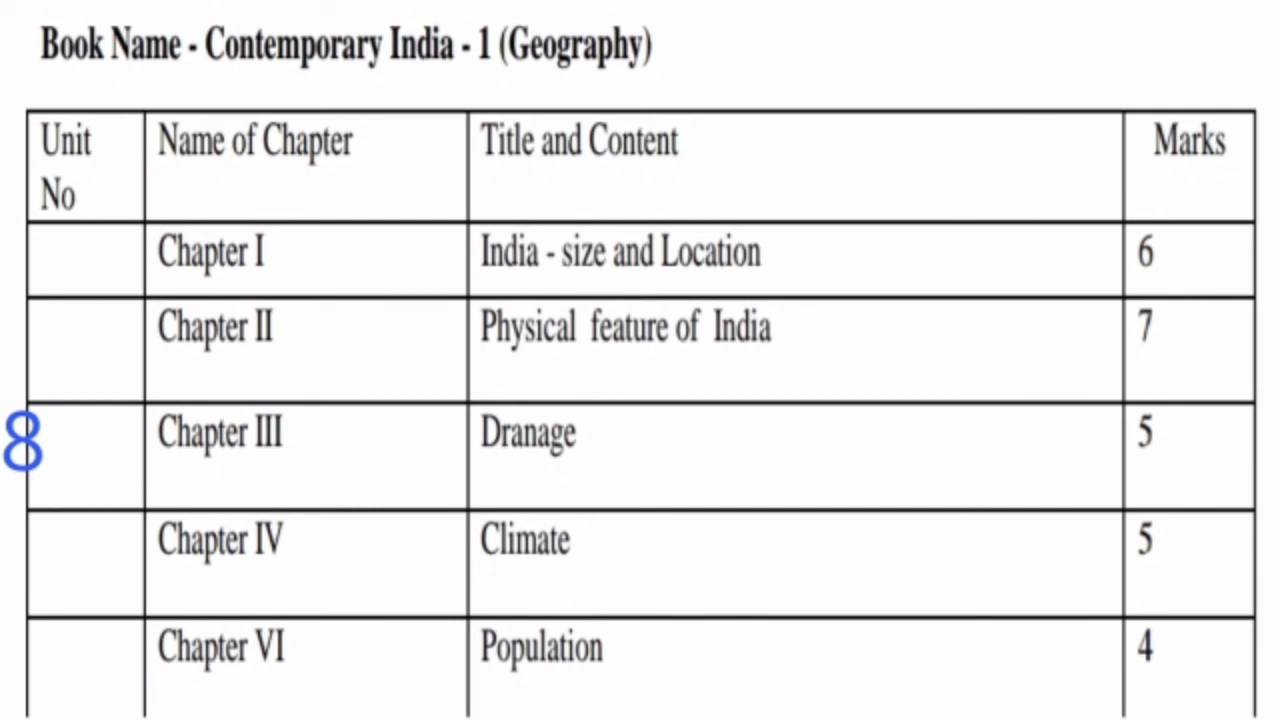 Book Name - Contemporary India - 1 (Geography)
Unit No Name of Chapter Title and Content Marks
Chapter I India - size and Location 6
Chapter II Physical feature of India 7
8 Chapter III Dranage 5
Chapter IV Climate 5
Chapter VI Population 4